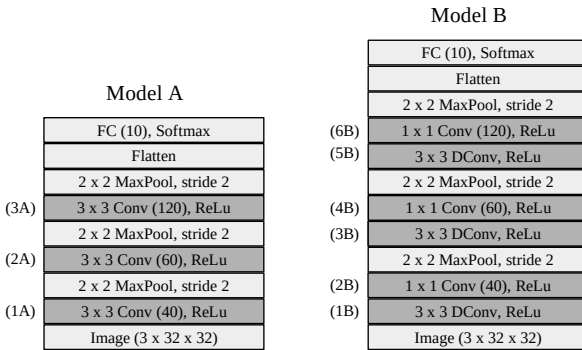 Model A
FC (10), Softmax
Flatten
2 x 2 MaxPool, stride 2
(3A) 3 x 3 Conv (120), ReLu
2 x 2 MaxPool, stride 2
(2A) 3 x 3 Conv (60), ReLu
2 x 2 MaxPool, stride 2
(1A) 3 x 3 Conv (40), ReLu
Image (3 x 32 x 32)
Model B
FC (10), Softmax
Flatten
2 x 2 MaxPool, stride 2
(6B) 1 x 1 Conv (120), ReLu
(5B) 3 x 3 DConv, ReLu
2 x 2 MaxPool, stride 2
(4B) 1 x 1 Conv (60), ReLu
(3B) 3 x 3 DConv, ReLu
2 x 2 MaxPool, stride 2
(2B) 1 x 1 Conv (40), ReLu
(1B) 3 x 3 DConv, ReLu
Image (3 x 32 x 32)